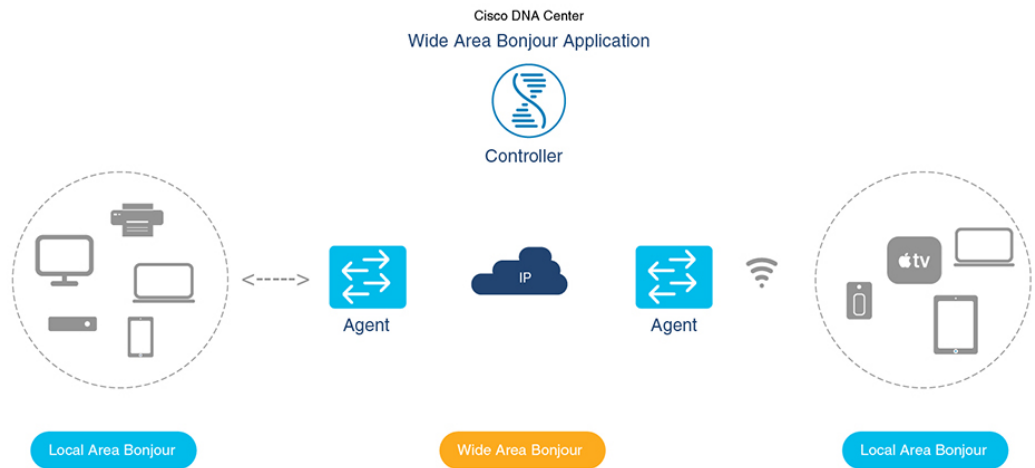 Cisco DNA Center
Wide Area Bonjour Application
Controller
tv
IP
Agent
Agent
Local Area Bonjour
Wide Area Bonjour
Local Area Bonjour